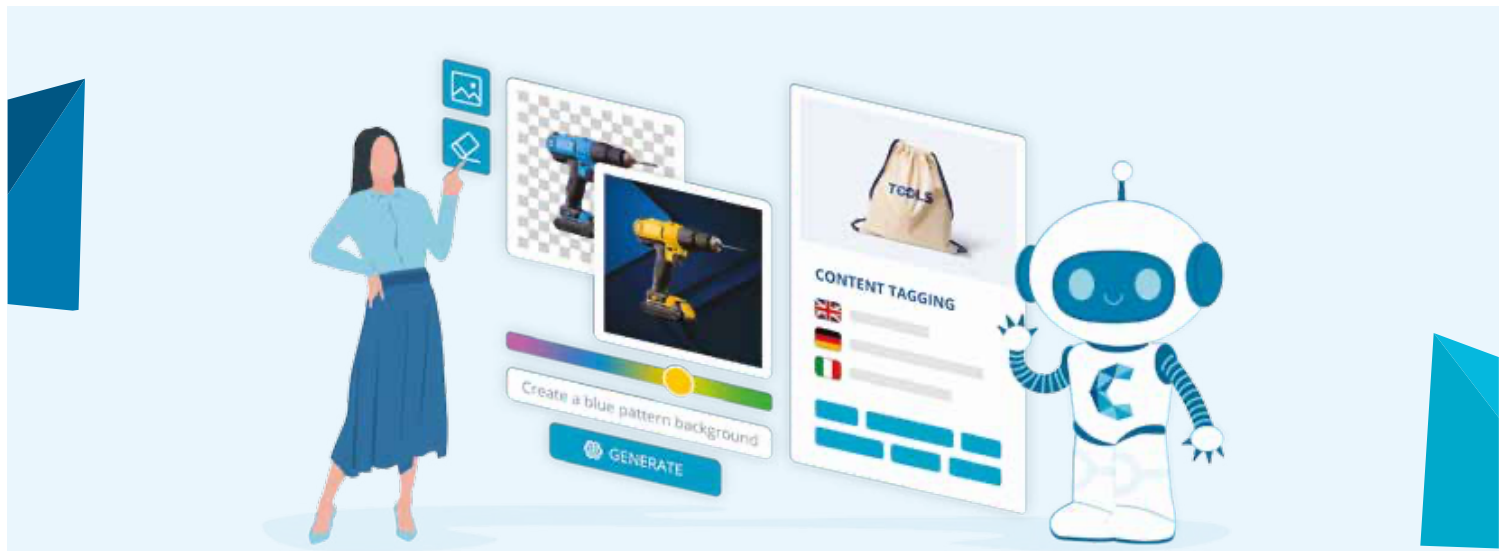 TOOLS
CONTENT TAGGING
Create a blue pattern background
GENERATE